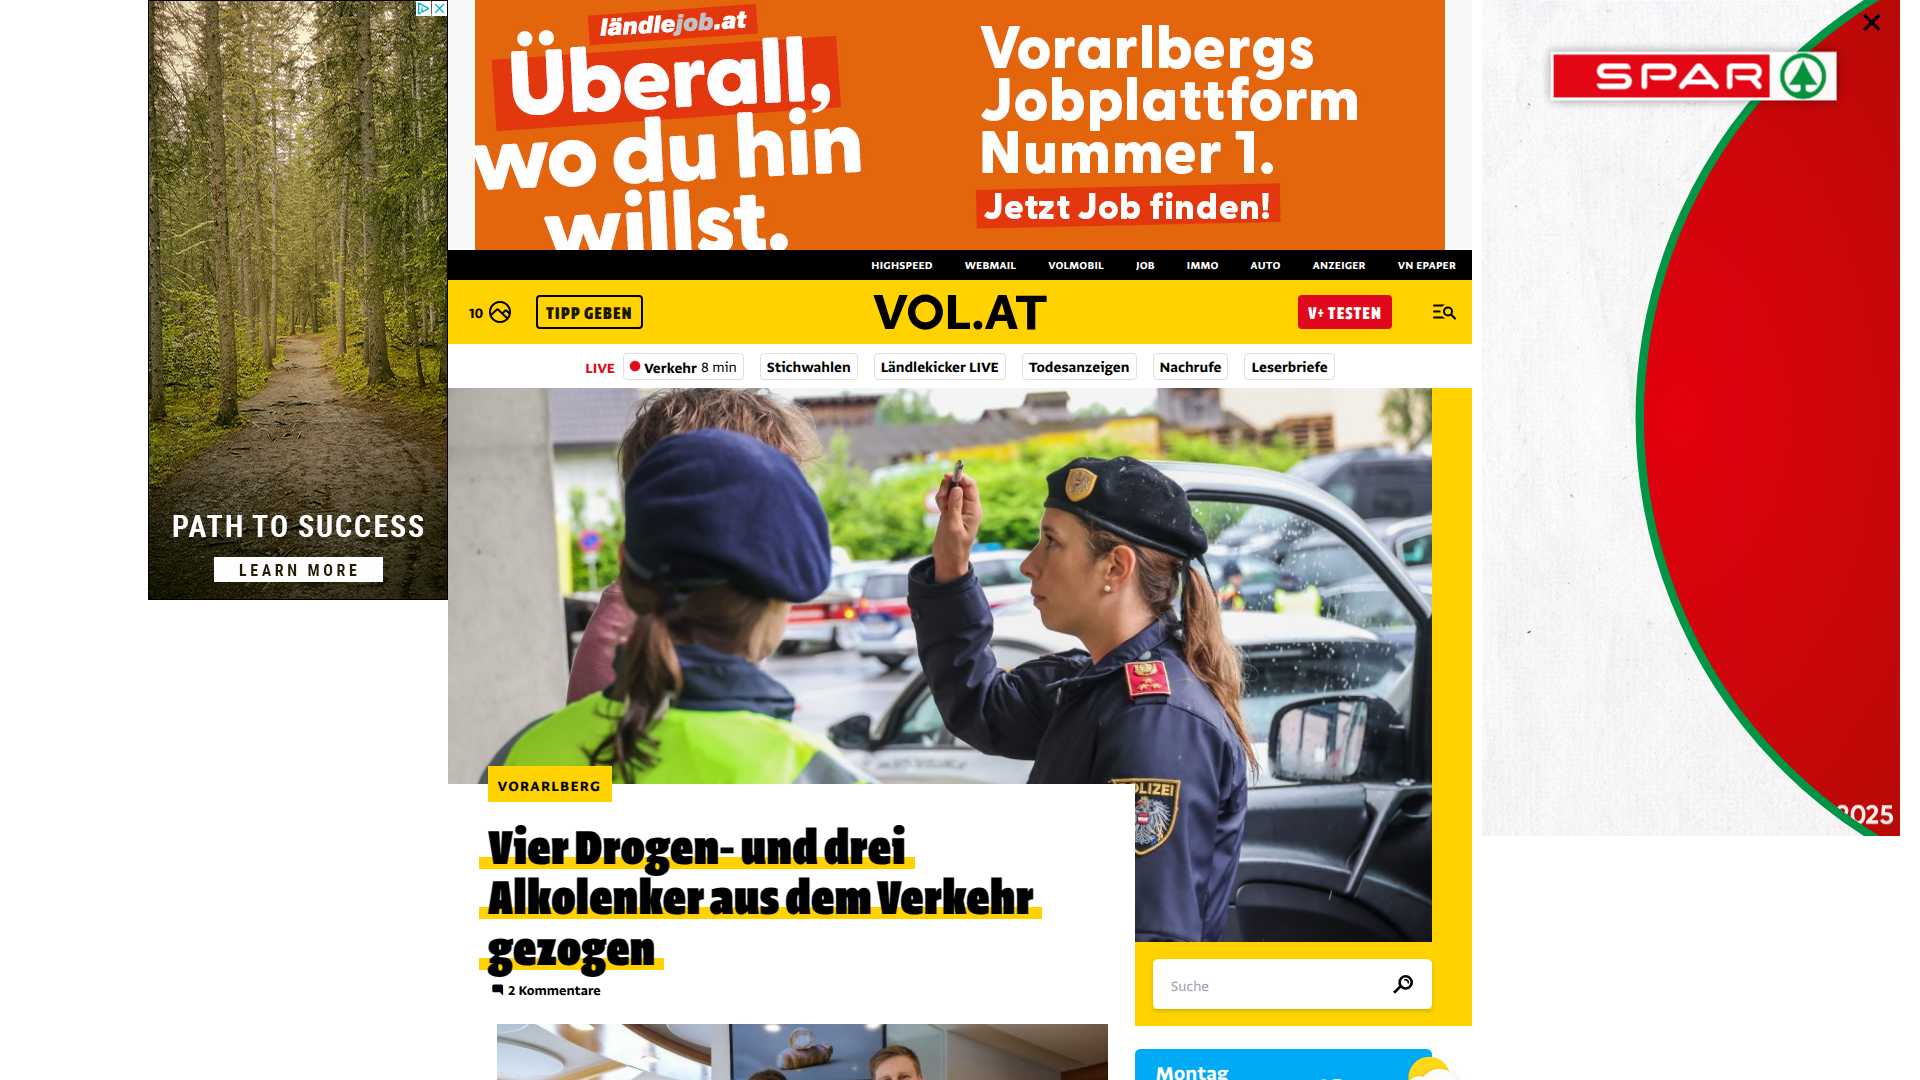 PATH TO SUCCESS
LEARN MORE
ländlejob.at
Überall,
wo du hin
willst.
Vorarlbergs
Jobplattform
Nummer 1.
Jetzt Job finden!
SPAR
2025
HIGHSPEED WEBMAIL VOLMOBIL JOB IMMO AUTO ANZEIGER VN EPAPER
10 TIPP GEBEN VOL.AT V+ TESTEN
LIVE Verkehr 8 min Stichwahlen Ländlekicker LIVE Todesanzeigen Nachrufe Leserbriefe
POLIZEI
VORARLBERG
Vier Drogen- und drei
Alkolenker aus dem Verkehr
gezogen
2 Kommentare
Suche
Montag